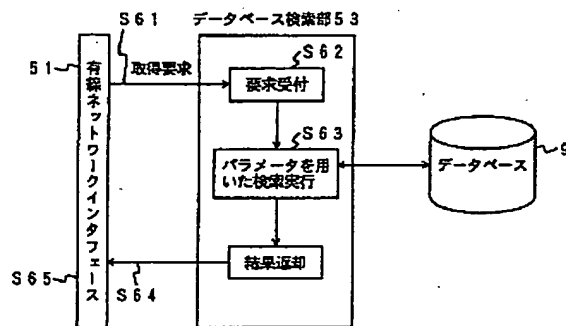 S61
データベース検索部53
S62
51
取得要求
要求受付
有線ネットワークインタフェース
S63
パラメータを用
いた検索実行
データベース
9
結果返却
S65
S64